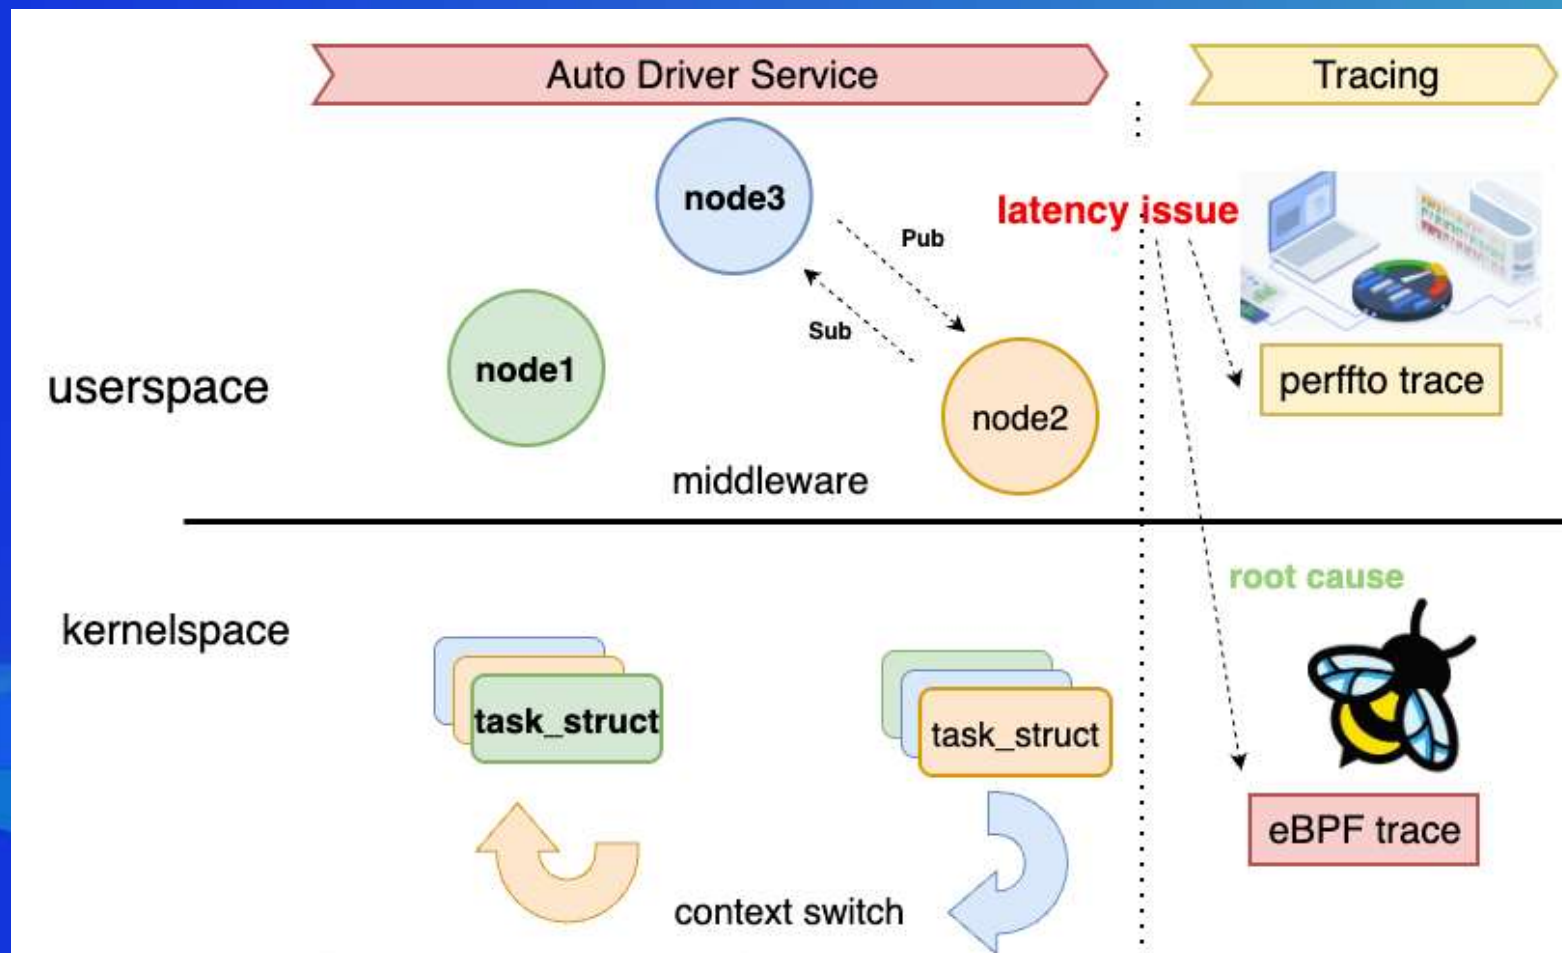 Auto Driver Service
Tracing
node3
latency issue
Pub
Sub
node1
node2
perffto trace
userspace
middleware
root cause
kernelspace
task_struct
task_struct
eBPF trace
context switch